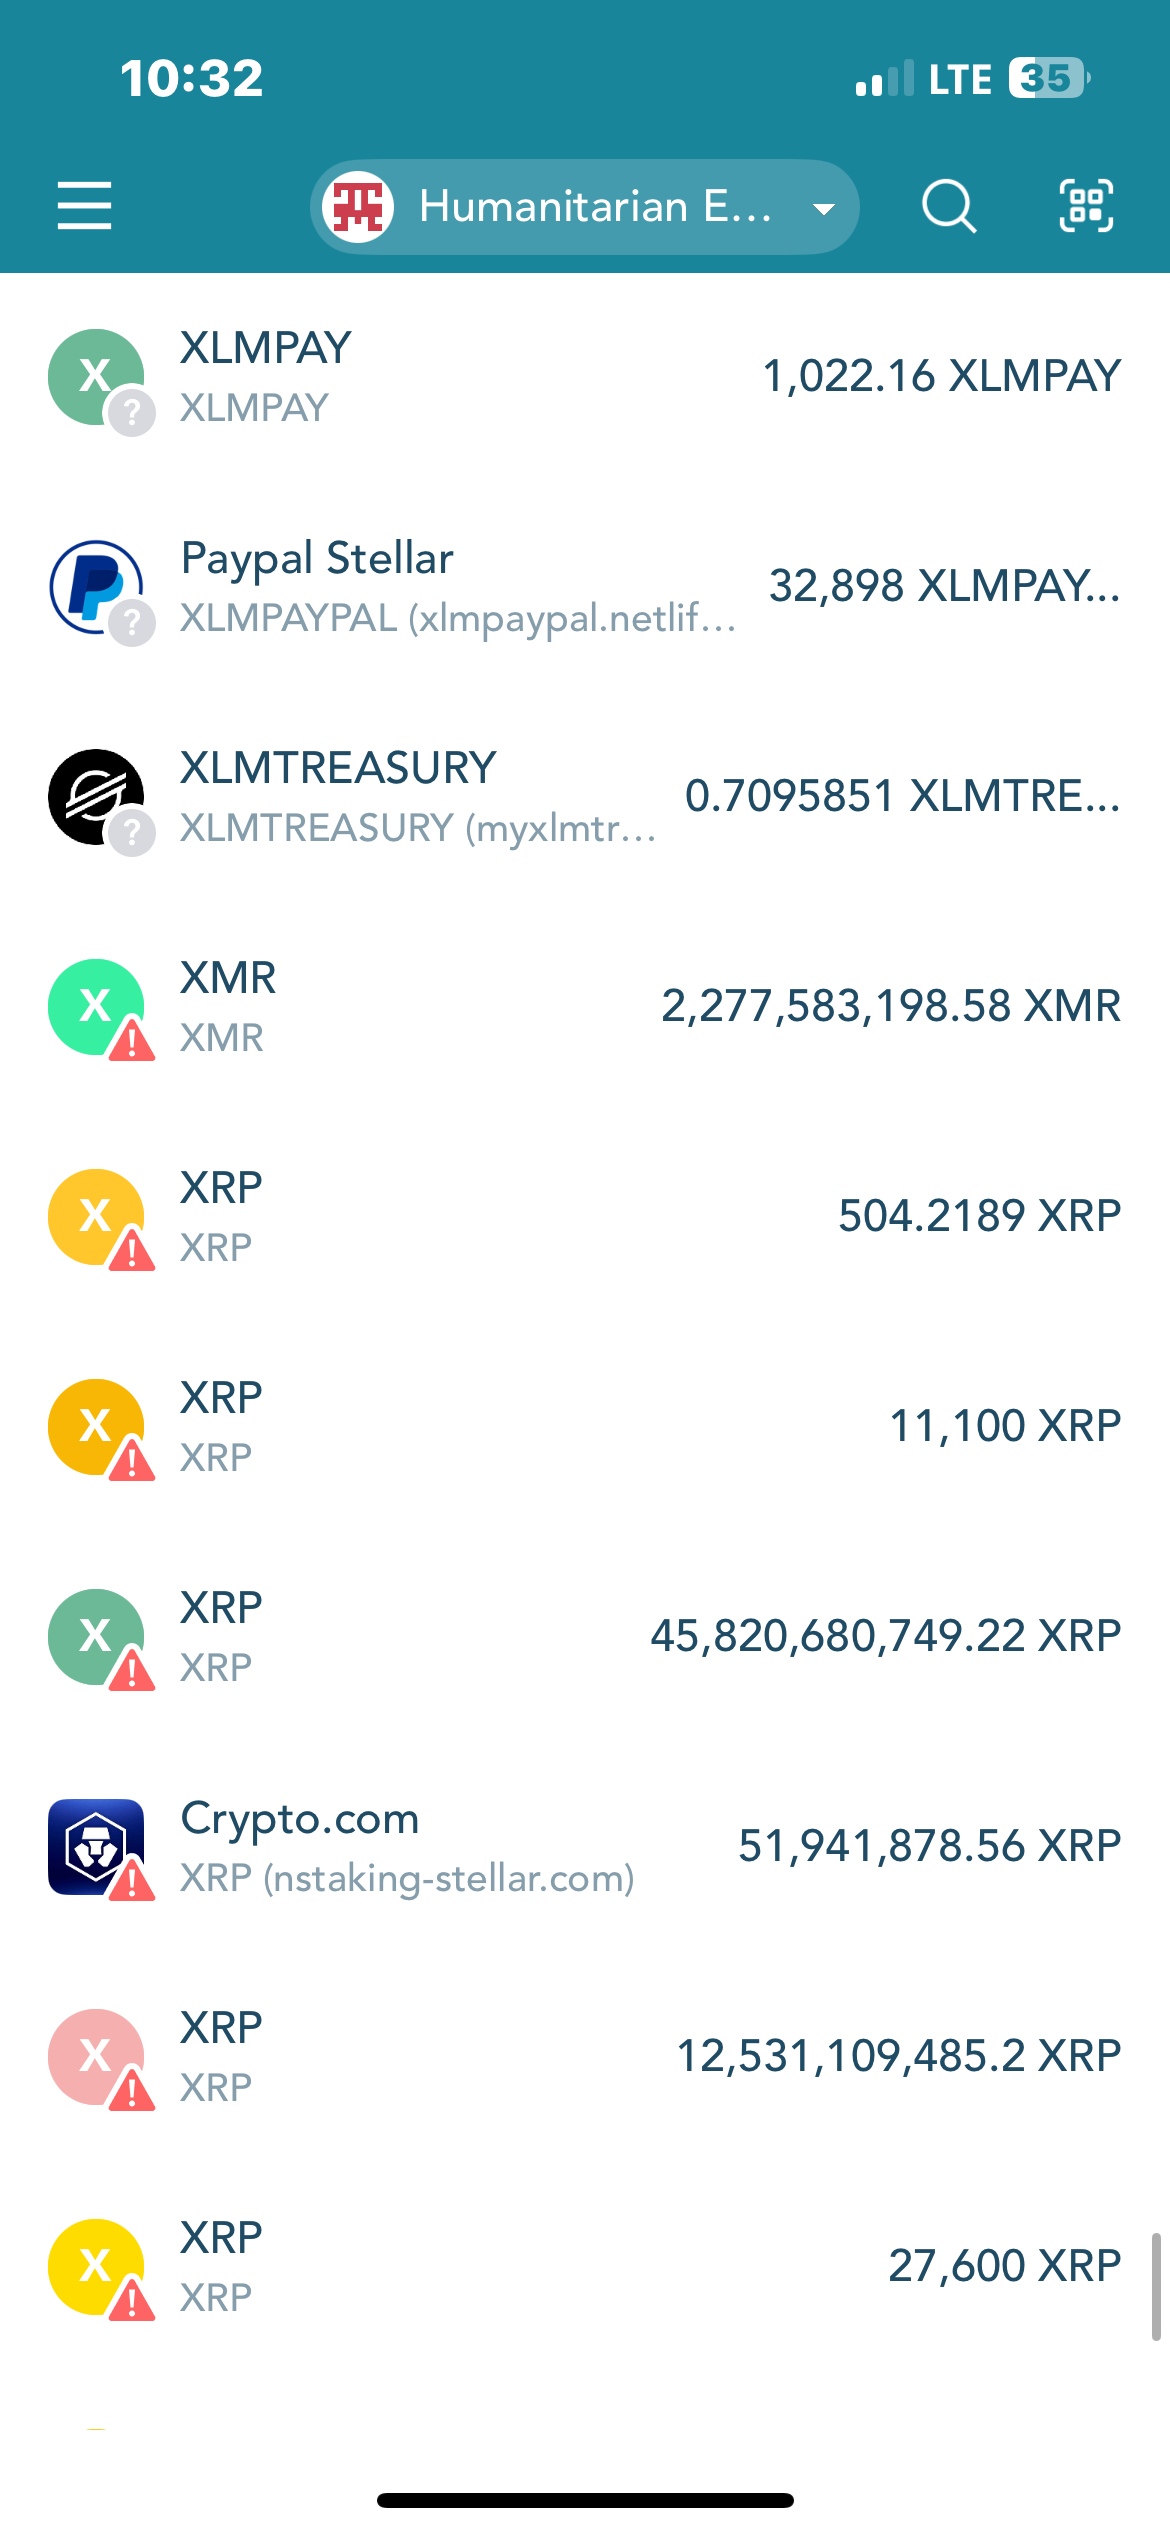 10:32
LTE 35
Humanitarian E...
XLMPAY
XLMPAY
1,022.16 XLMPAY
Paypal Stellar
XLMPAYPAL (xlmpaypal.netlif...
32,898 XLMPAY...
XLMTREASURY
XLMTREASURY (myxlmtr...
0.7095851 XLMTRE...
X
XMR
XMR
2,277,583,198.58 XMR
X
XRP
XRP
504.2189 XRP
X
XRP
XRP
11,100 XRP
X
XRP
XRP
45,820,680,749.22 XRP
Crypto.com
XRP (nstaking-stellar.com)
51,941,878.56 XRP
X
XRP
XRP
12,531,109,485.2 XRP
X
XRP
XRP
27,600 XRP